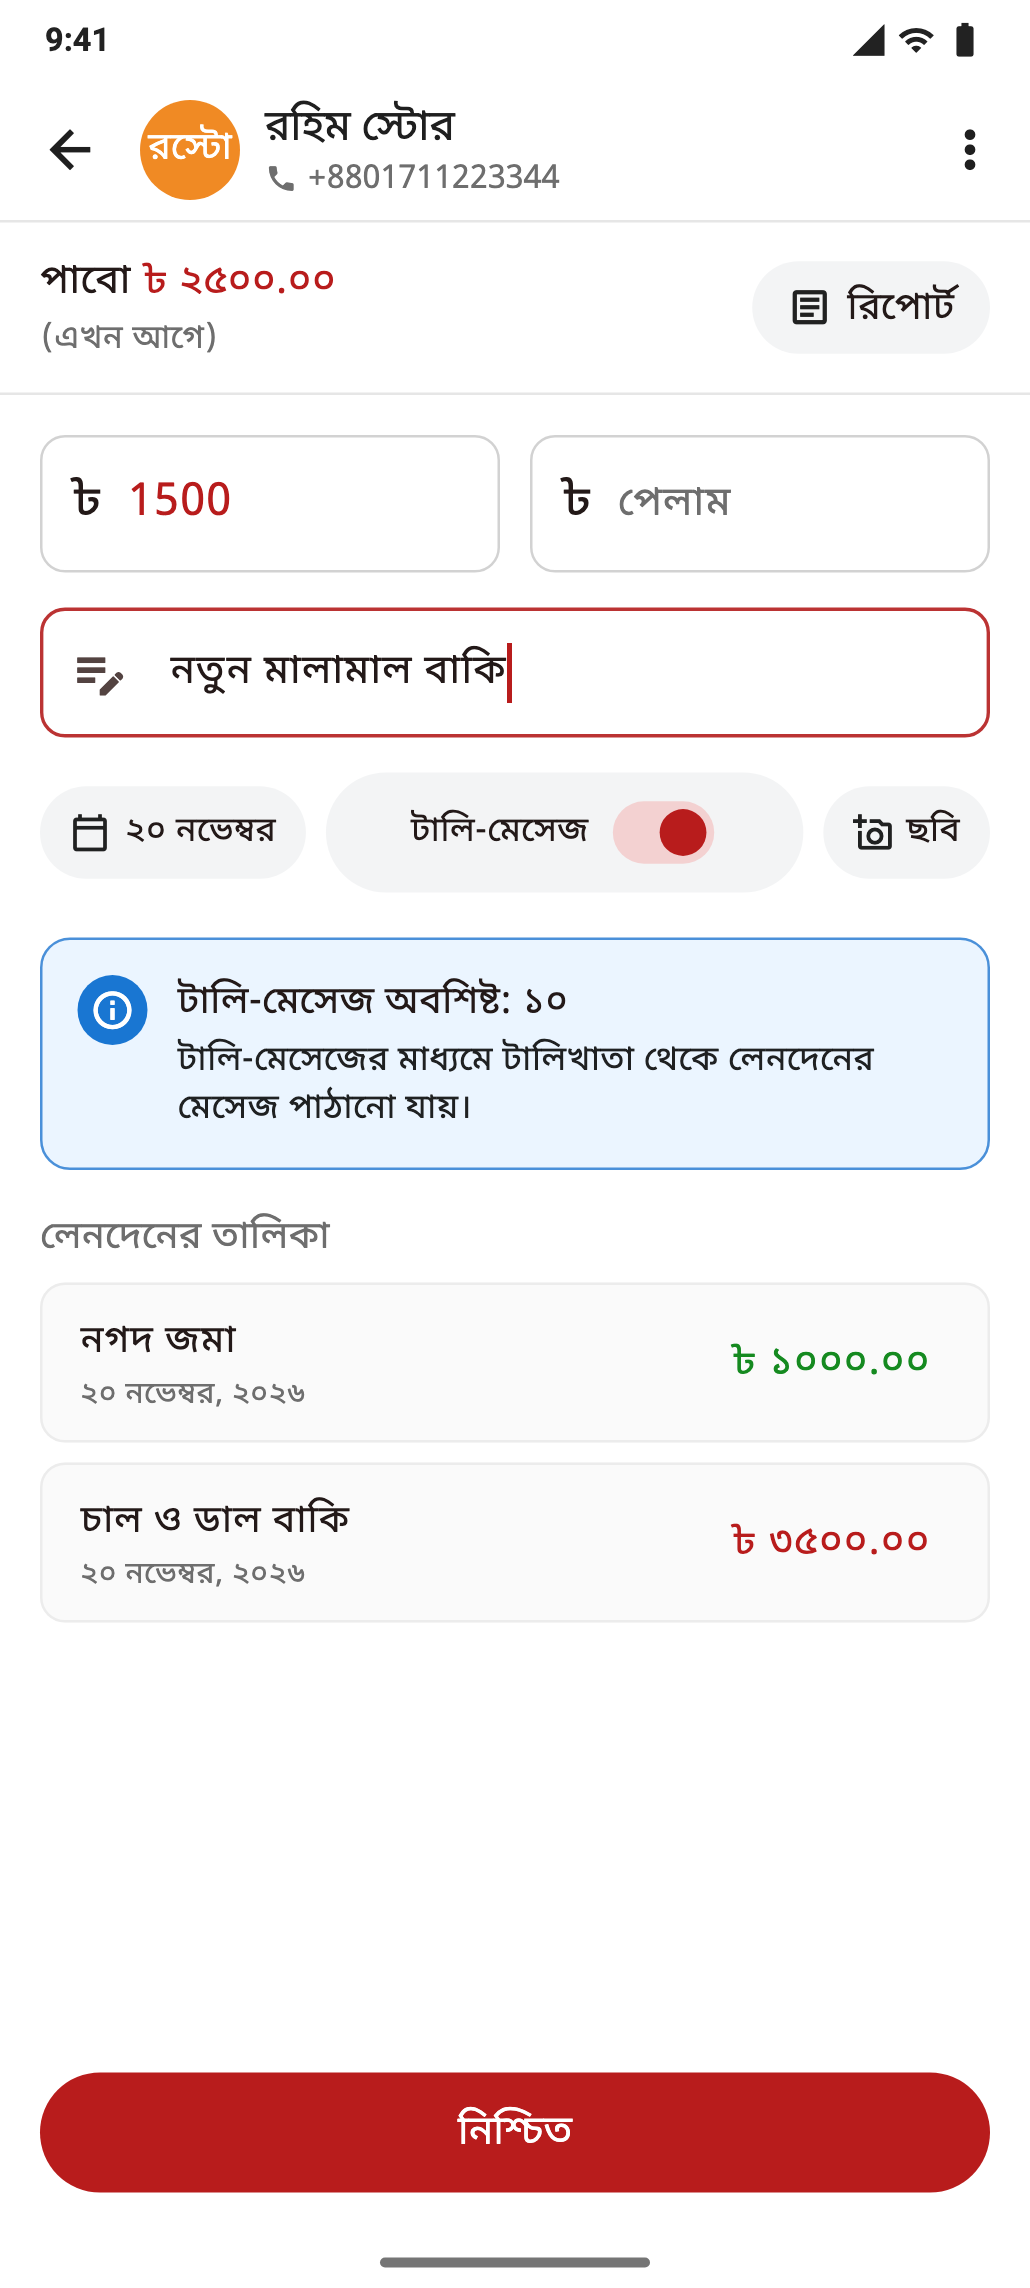 9:41
রস্টো
রহিম স্টোর
+8801711223344
পাবো ৳ ২৫০০.০০
(এখন আগে)
রিপোর্ট
৳ 1500
৳ পেলাম
নতুন মালামাল বাকি
২০ নভেম্বর
টালি-মেসেজ
ছবি
টালি-মেসেজ অবশিষ্ট: ১০
টালি-মেসেজের মাধ্যমে টালিখাতা থেকে লেনদেনের
মেসেজ পাঠানো যায়।
লেনদেনের তালিকা
নগদ জমা
২০ নভেম্বর, ২০২৬
৳ ১০০০.০০
চাল ও ডাল বাকি
২০ নভেম্বর, ২০২৬
৳ ৩৫০০.০০
নিশ্চিত